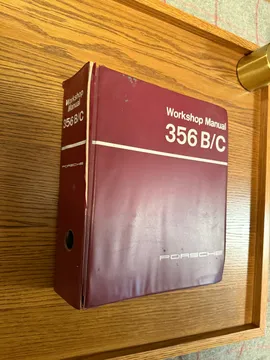 Workshop
Manual
356 B/C
PORSCHE
Workshop Manual
356 B/C
PORSCHE